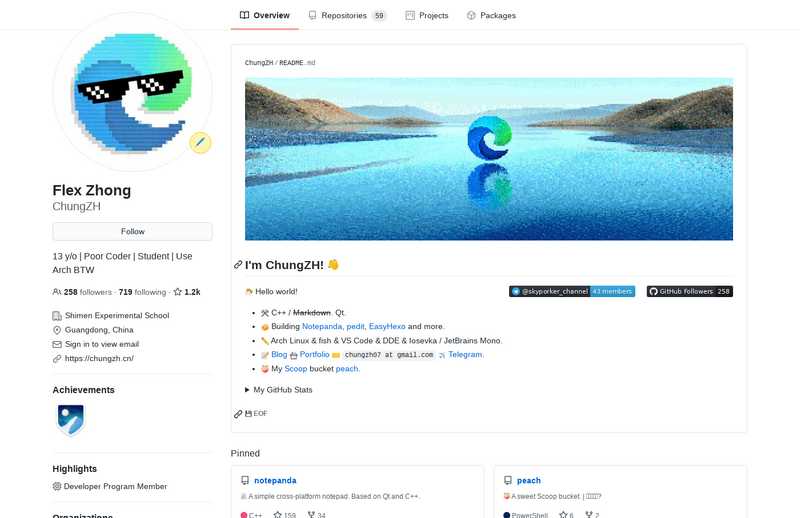 Overview
Repositories 59
Projects
Packages
Flex Zhong
ChungZH
Follow
13 y/o | Poor Coder | Student | Use
Arch BTW
258 followers · 719 following · 1.2k
Shimen Experimental School
Guangdong, China
Sign in to view email
https://chungzh.cn/
Achievements
Highlights
Developer Program Member
Organizations
ChungZH / README.md
I'm ChungZH! 👋
Hello world!
@skyporker_channel 43 members
GitHub Followers 258
C++ / Markdown. Qt.
Building Notepanda, pedit, EasyHexo and more.
Arch Linux & fish & VS Code & DDE & Iosevka / JetBrains Mono.
Blog Portfolio chungzh07 at gmail.com Telegram.
My Scoop bucket peach.
My GitHub Stats
EOF
Pinned
notepanda
A simple cross-platform notepad. Based on Qt and C++.
C++ 159 34
peach
A sweet Scoop bucket. |
PowerShell 6 2